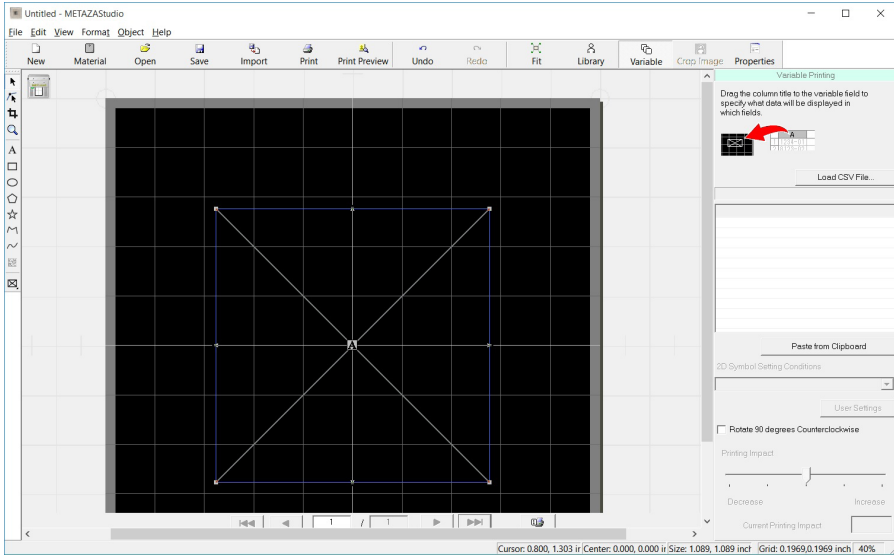 Untitled - METAZAStudio
File Edit View Format Object Help
New Material Open Save Import Print Print Preview Undo Redo Fit Library Variable Crop Image Properties
Variable Printing
Drag the column title to the variable field to
specify what data will be displayed in
which fields.
A
Load CSV File...
A
A
Paste from Clipboard
2D Symbol Setting Conditions
User Settings
Rotate 90 degrees Counterclockwise
Printing Impact
Decrease Increase
Current Printing Impact
1 / 1
Cursor: 0.800, 1.303 ir Center: 0.000, 0.000 ir Size: 1.089, 1.089 inch Grid: 0.1969,0.1969 inch 40%